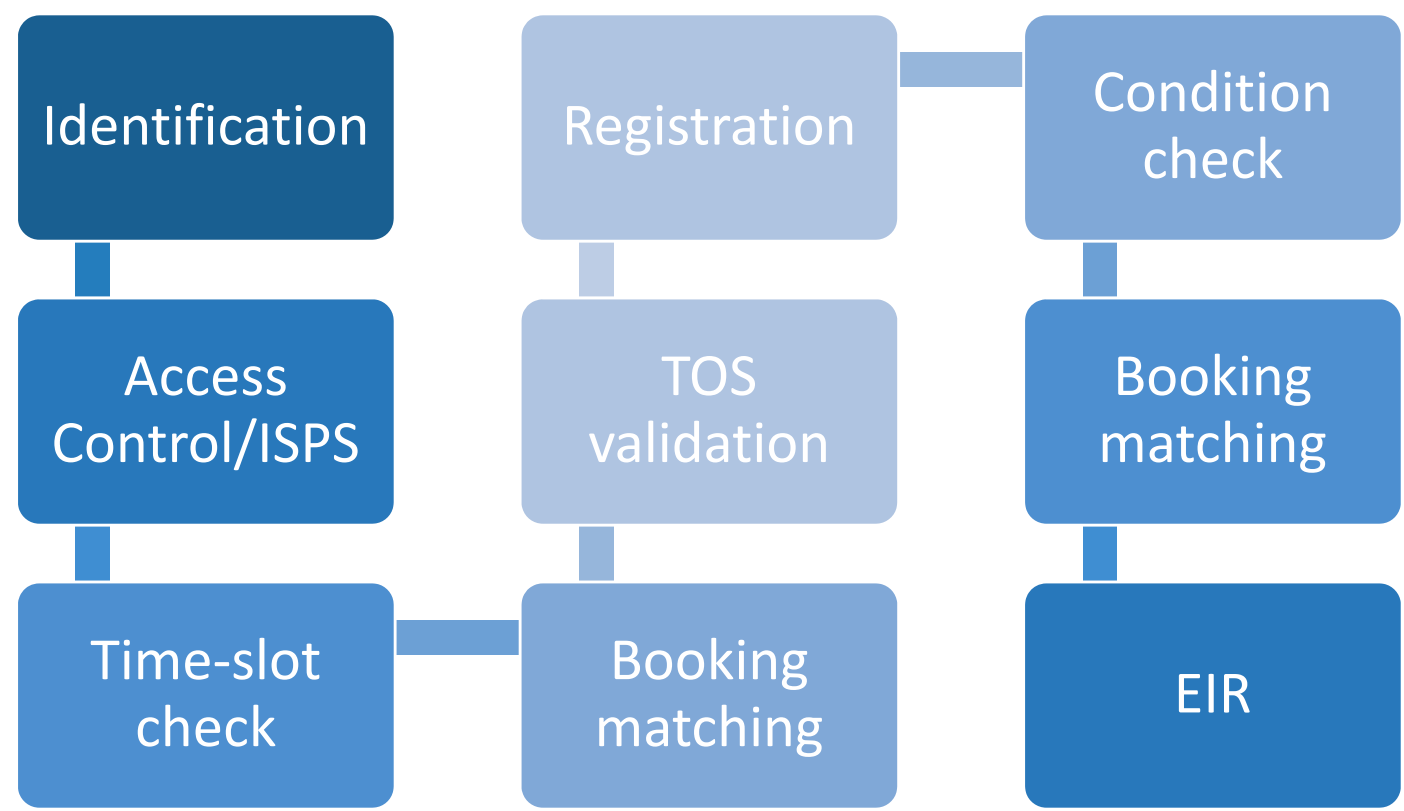 Identification
Access
Control/ISPS
Time-slot
check
Booking
matching
TOS
validation
Registration
Condition
check
Booking
matching
EIR